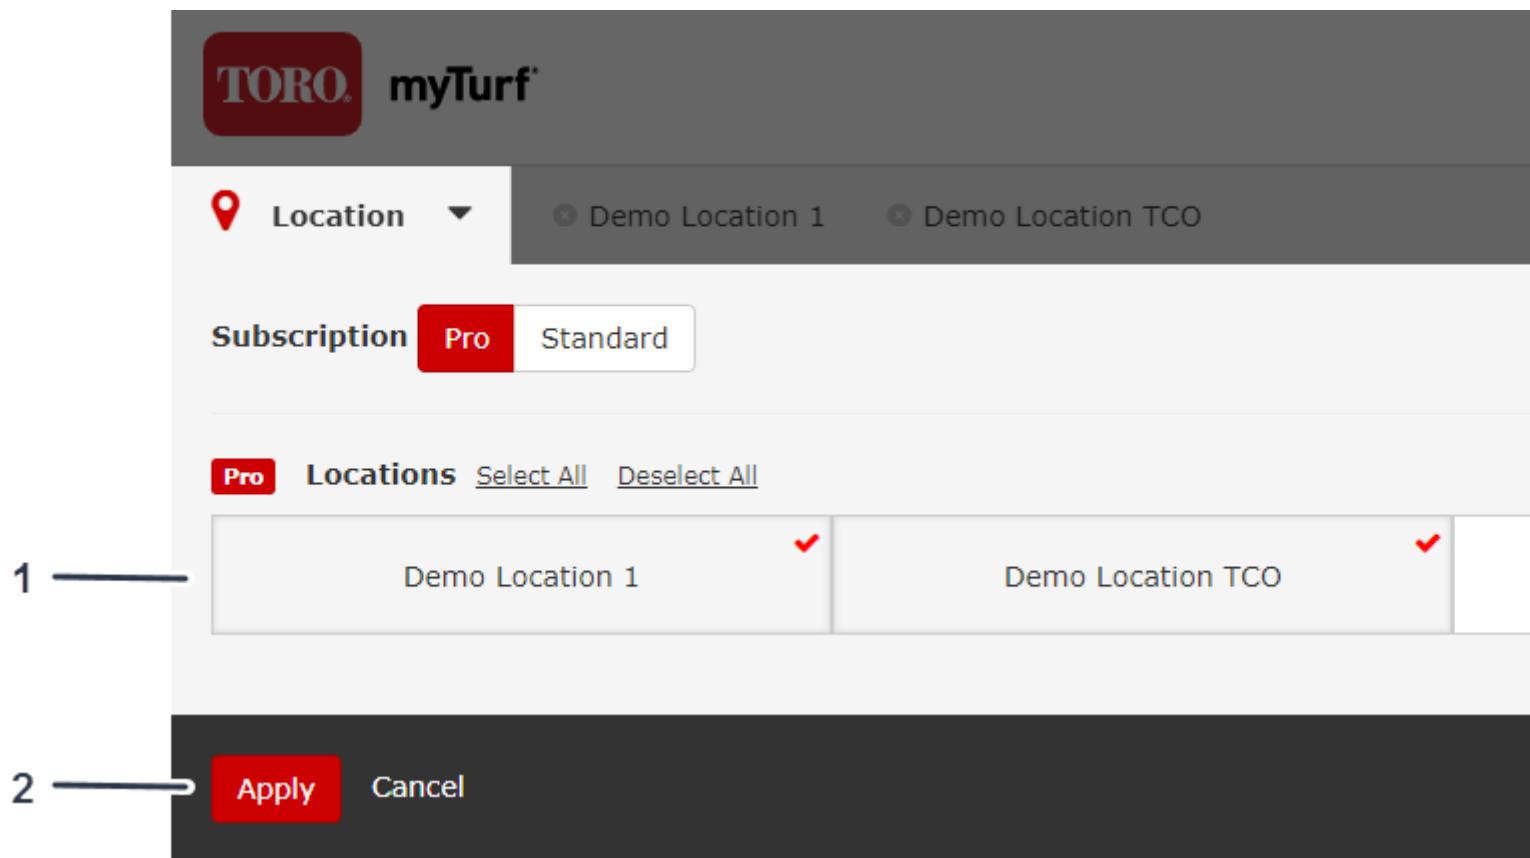 TORO. myTurf
Location Demo Location 1 Demo Location TCO
Subscription Pro Standard
Pro Locations Select All Deselect All
1 Demo Location 1 Demo Location TCO
2 Apply Cancel